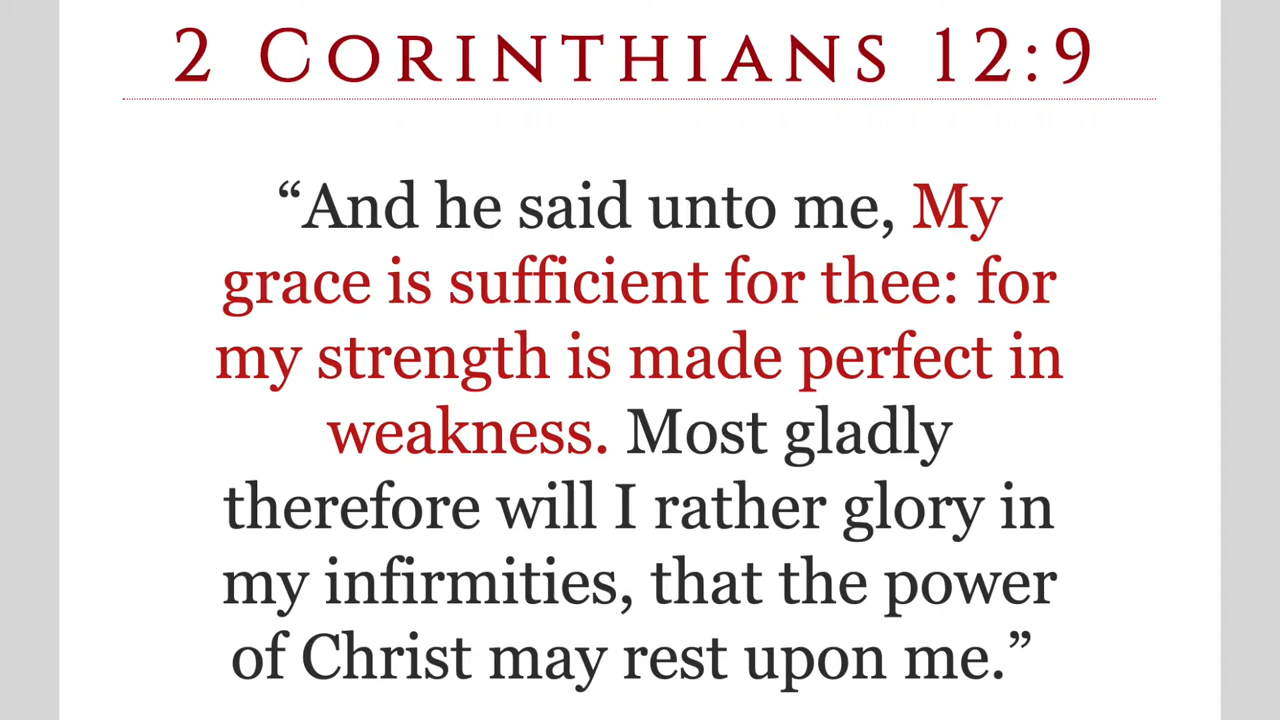 2 Corinthians 12:9
“And he said unto me, My
grace is sufficient for thee: for
my strength is made perfect in
weakness. Most gladly
therefore will I rather glory in
my infirmities, that the power
of Christ may rest upon me.”